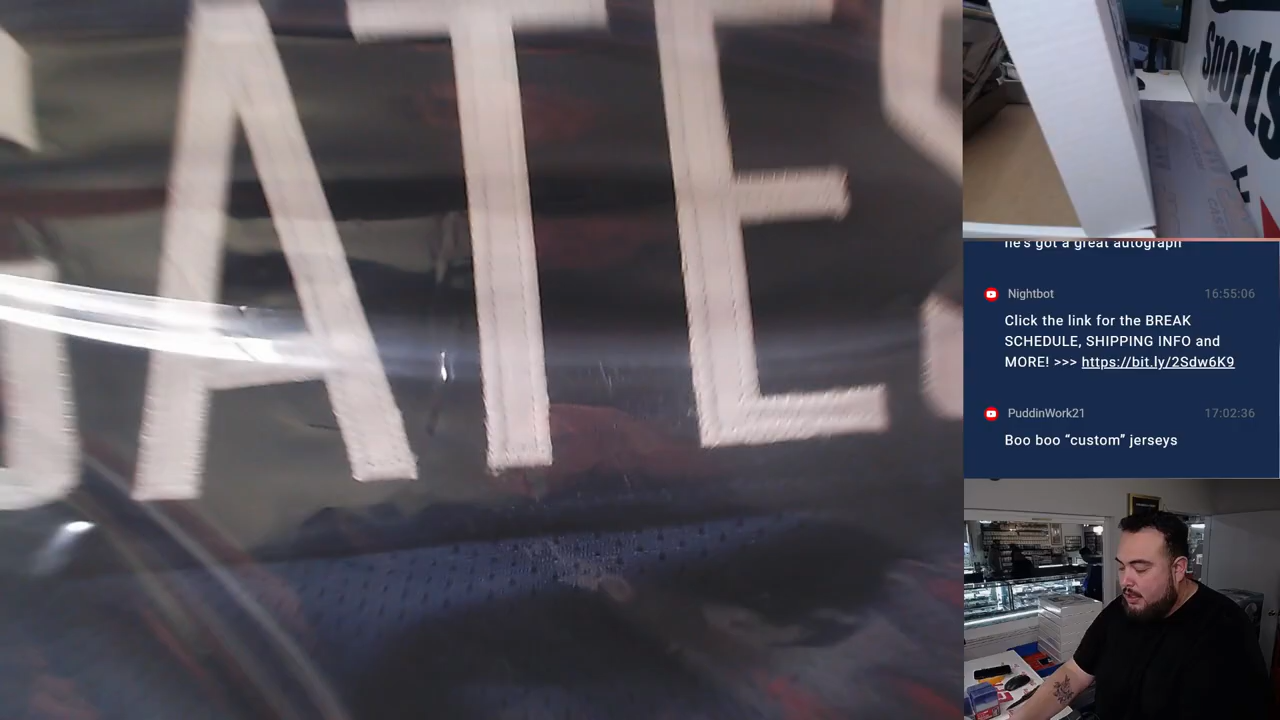 ATES
Sports
he's got a great autograph
Nightbot 16:55:06
Click the link for the BREAK
SCHEDULE, SHIPPING INFO and
MORE! >>> https://bit.ly/2Sdw6K9
PuddinWork21 17:02:36
Boo boo “custom” jerseys